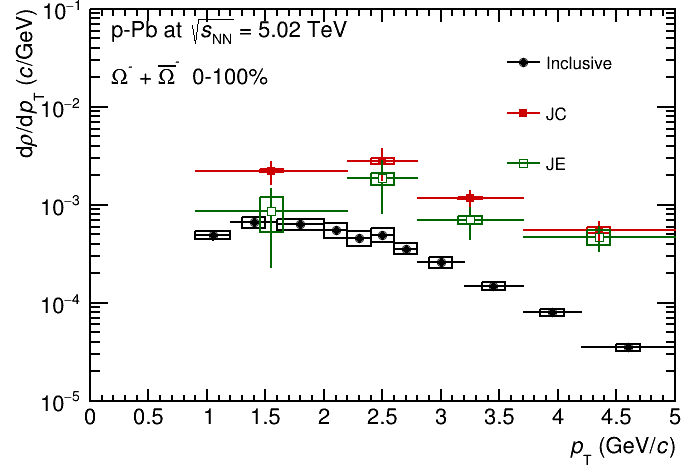 p-Pb at √s_NN = 5.02 TeV
Ω⁻ + Ω̅⁻ 0-100%
Inclusive
JC
JE
dρ/dp_T (c/GeV)
10⁻¹
10⁻²
10⁻³
10⁻⁴
10⁻⁵
0 0.5 1 1.5 2 2.5 3 3.5 4 4.5 5
p_T (GeV/c)